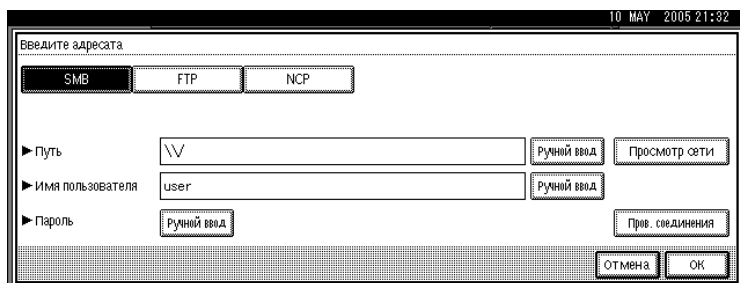 10 MAY 2005 21:32
Введите адресата
SMB FTP NCP
Путь \\V Ручной ввод Просмотр сети
Имя пользователя user Ручной ввод
Пароль Ручной ввод Пров. соединения
Отмена OK